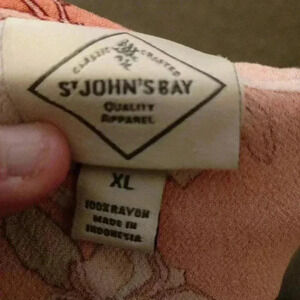 CLASSIC CRAFTED
ST JOHN'S BAY
QUALITY
APPAREL
XL
100% RAYON
MADE IN
INDONESIA